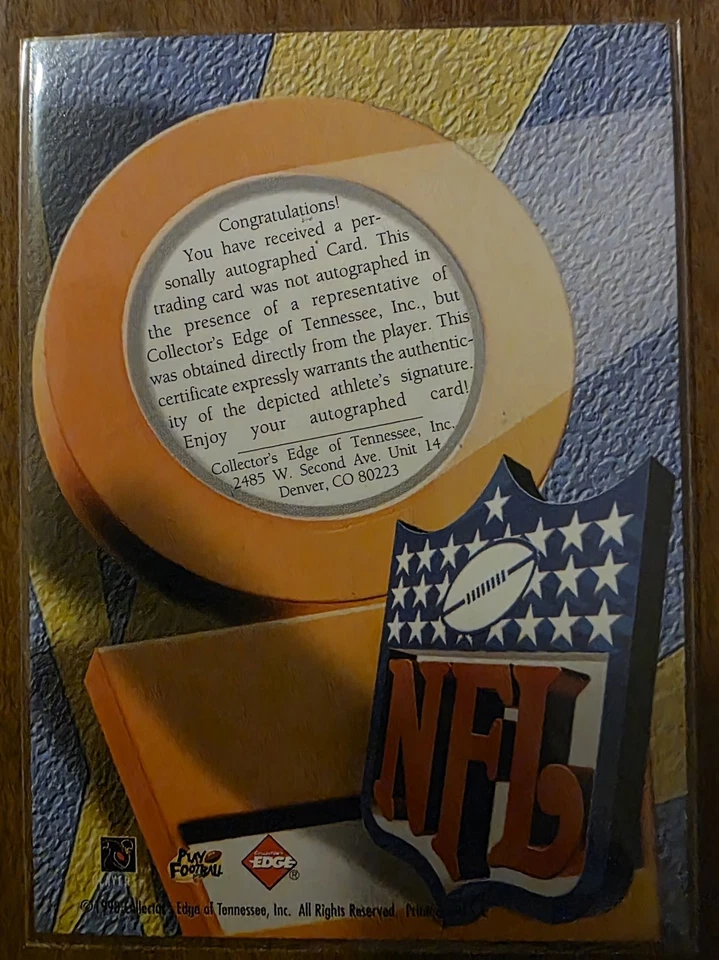 Congratulations!
You have received a per-
sonally autographed Card. This
trading card was not autographed in
the presence of a representative of
Collector's Edge of Tennessee, Inc., but
was obtained directly from the player. This
certificate expressly warrants the authentic-
ity of the depicted athlete's signature.
Enjoy your autographed card!
Collector's Edge of Tennessee, Inc.
2485 W. Second Ave. Unit 14
Denver, CO 80223
NFL
PLAY
FOOTBALL
COLLECTOR'S
EDGE
®
©1998 Collector's Edge of Tennessee, Inc. All Rights Reserved.